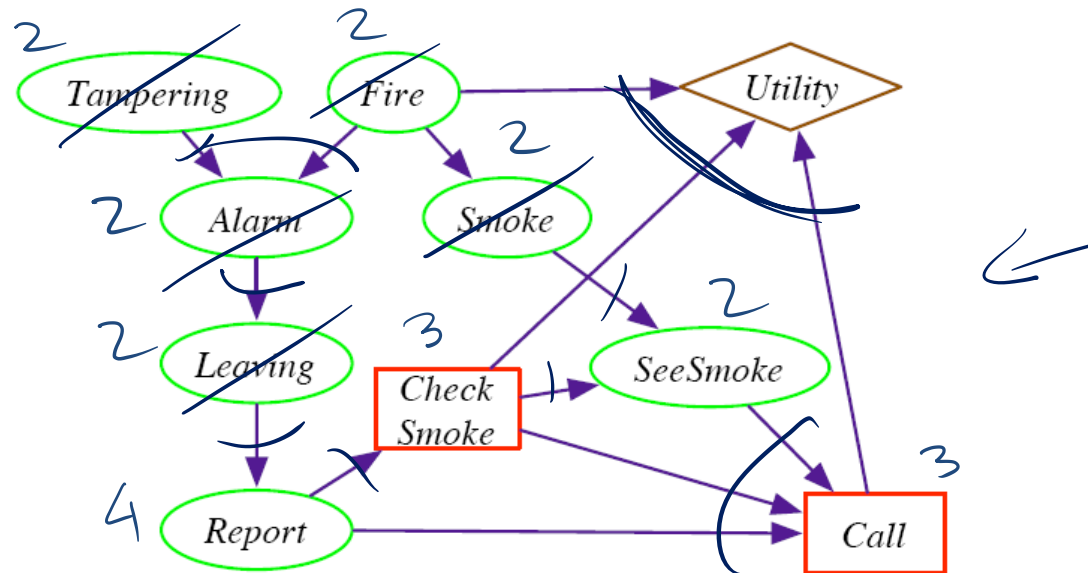 2
2
Tampering
Fire
Utility
2
2
Alarm
Smoke
2
2
3
Leaving
Check
Smoke
SeeSmoke
3
4
Report
Call